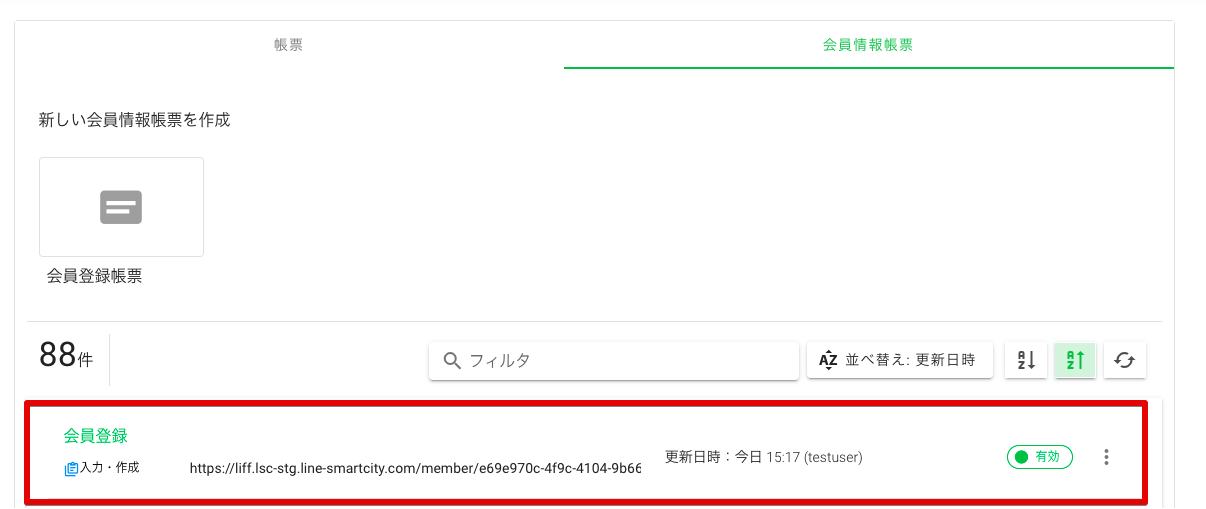 帳票
会員情報帳票
新しい会員情報帳票を作成
会員登録帳票
88件
フィルタ
AZ 並べ替え: 更新日時
AZ
AZ
会員登録
入力・作成
https://liff.lsc-stg.line-smartcity.com/member/e69e970c-4f9c-4104-9b66
更新日時：今日 15:17 (testuser)
有効